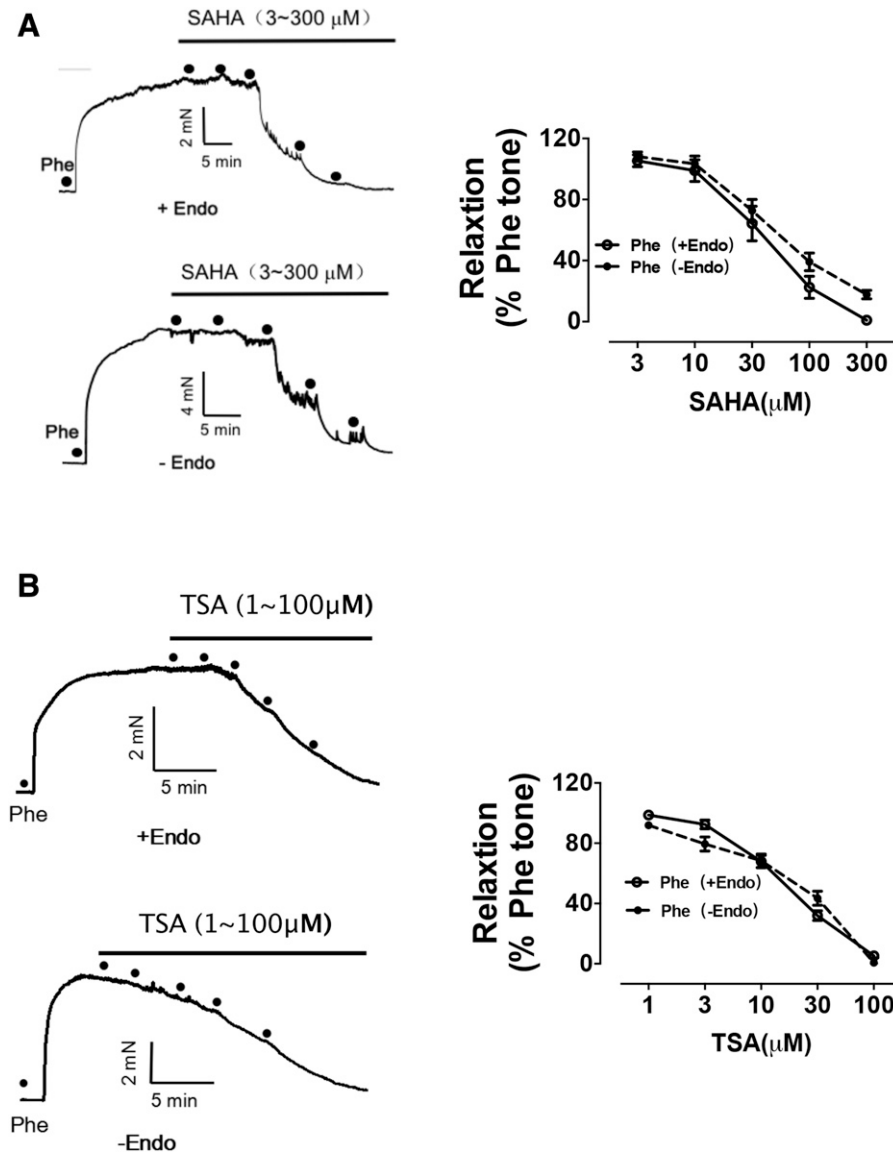 A
SAHA (3~300 μM)
2 mN
5 min
Phe
+ Endo
SAHA (3~300 μM)
4 mN
5 min
Phe
- Endo
Relaxtion
(% Phe tone)
120
80
40
0
Phe (+Endo)
Phe (-Endo)
3 10 30 100 300
SAHA(μM)
B
TSA (1~100μM)
2 mN
5 min
Phe
+Endo
TSA (1~100μM)
2 mN
5 min
Phe
-Endo
Relaxtion
(% Phe tone)
120
80
40
0
Phe (+Endo)
Phe (-Endo)
1 3 10 30 100
TSA(μM)